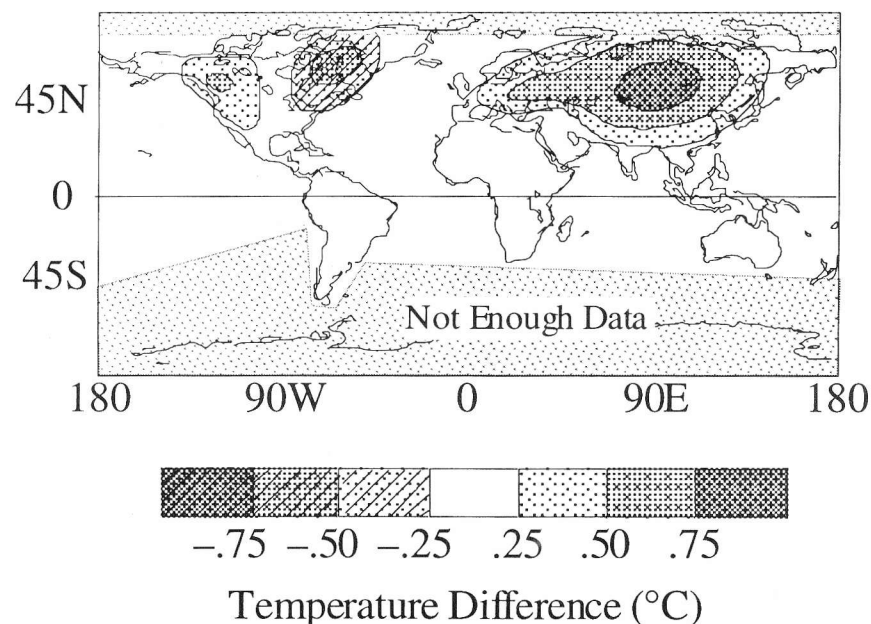 45N
0
45S
Not Enough Data
180 90W 0 90E 180
–.75 –.50 –.25 .25 .50 .75
Temperature Difference (°C)